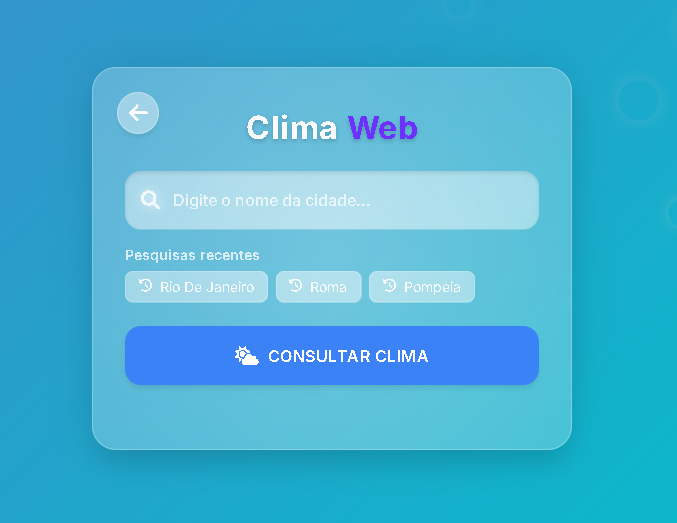 Clima Web
Digite o nome da cidade...
Pesquisas recentes
Rio De Janeiro Roma Pompeia
CONSULTAR CLIMA